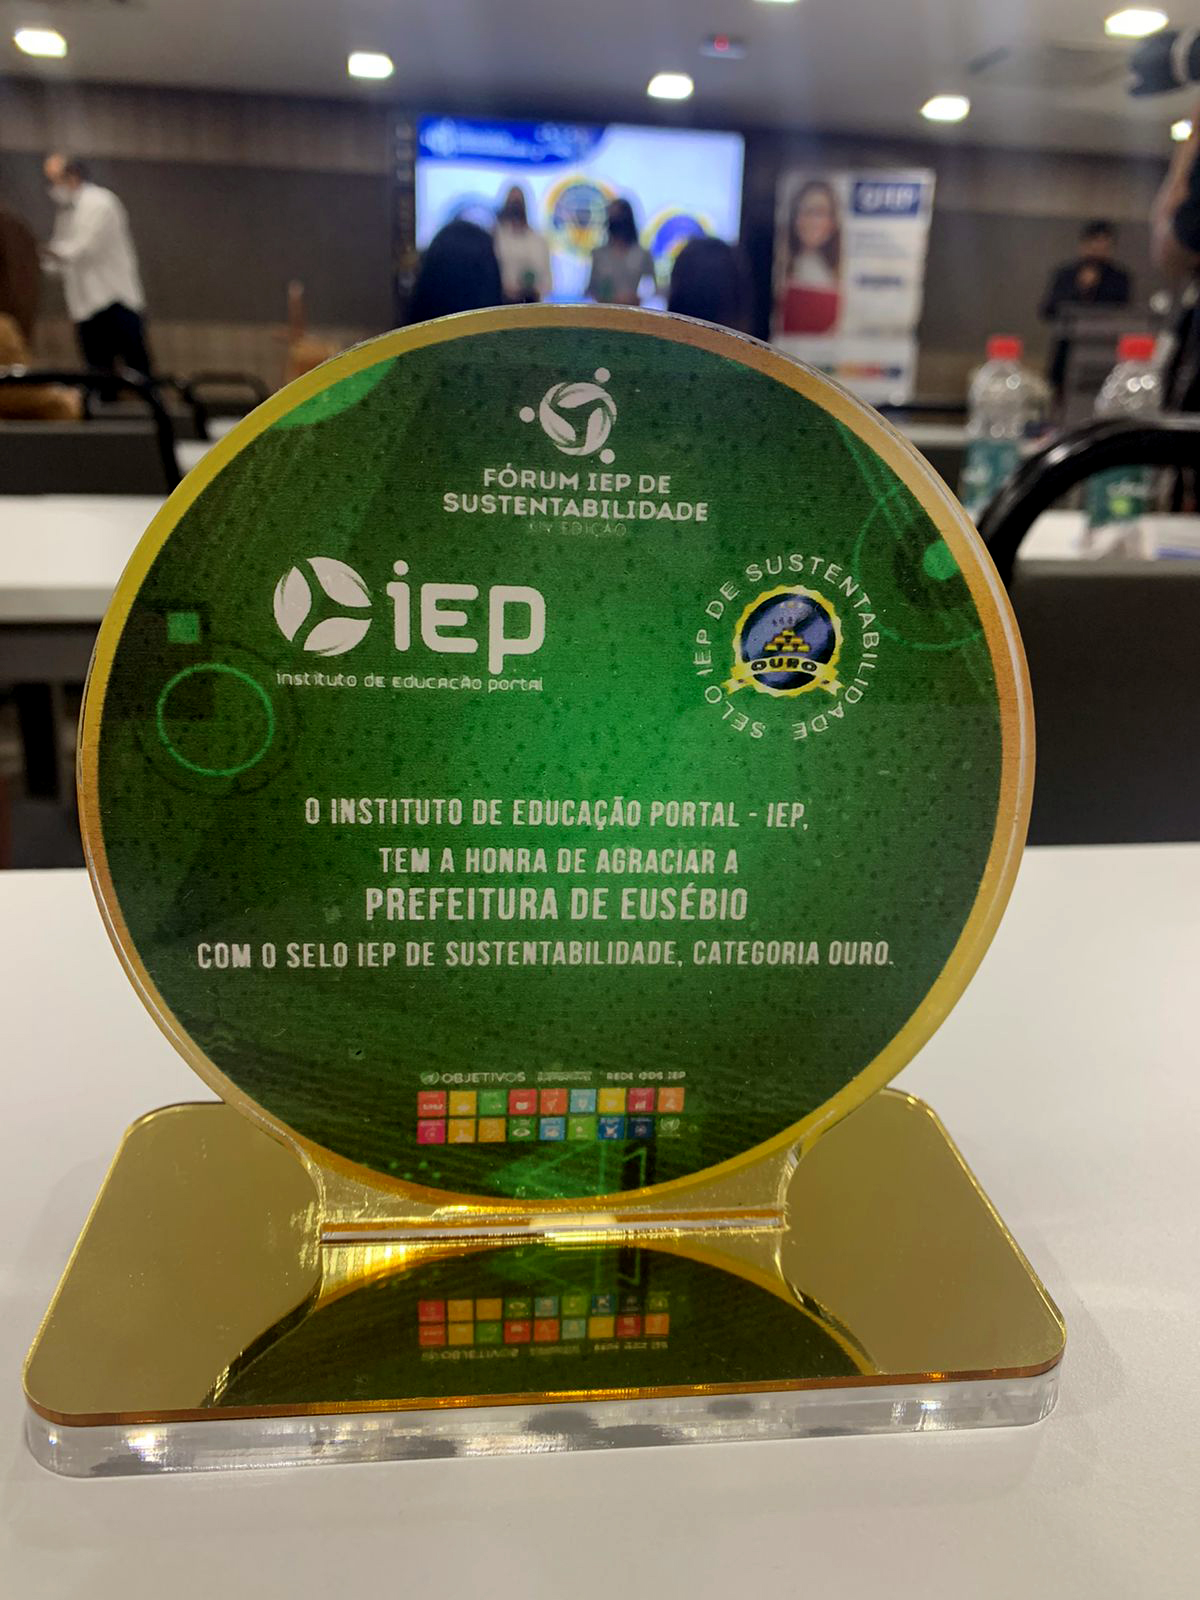 FÓRUM IEP DE
SUSTENTABILIDADE
EDIÇÃO
iEP
instituto de educação portal
SELO IEP DE SUSTENTABILIDADE
OURO
O INSTITUTO DE EDUCAÇÃO PORTAL - IEP,
TEM A HONRA DE AGRACIAR A
PREFEITURA DE EUSÉBIO
COM O SELO IEP DE SUSTENTABILIDADE, CATEGORIA OURO.
OBJETIVOS
REDE ODS IEP